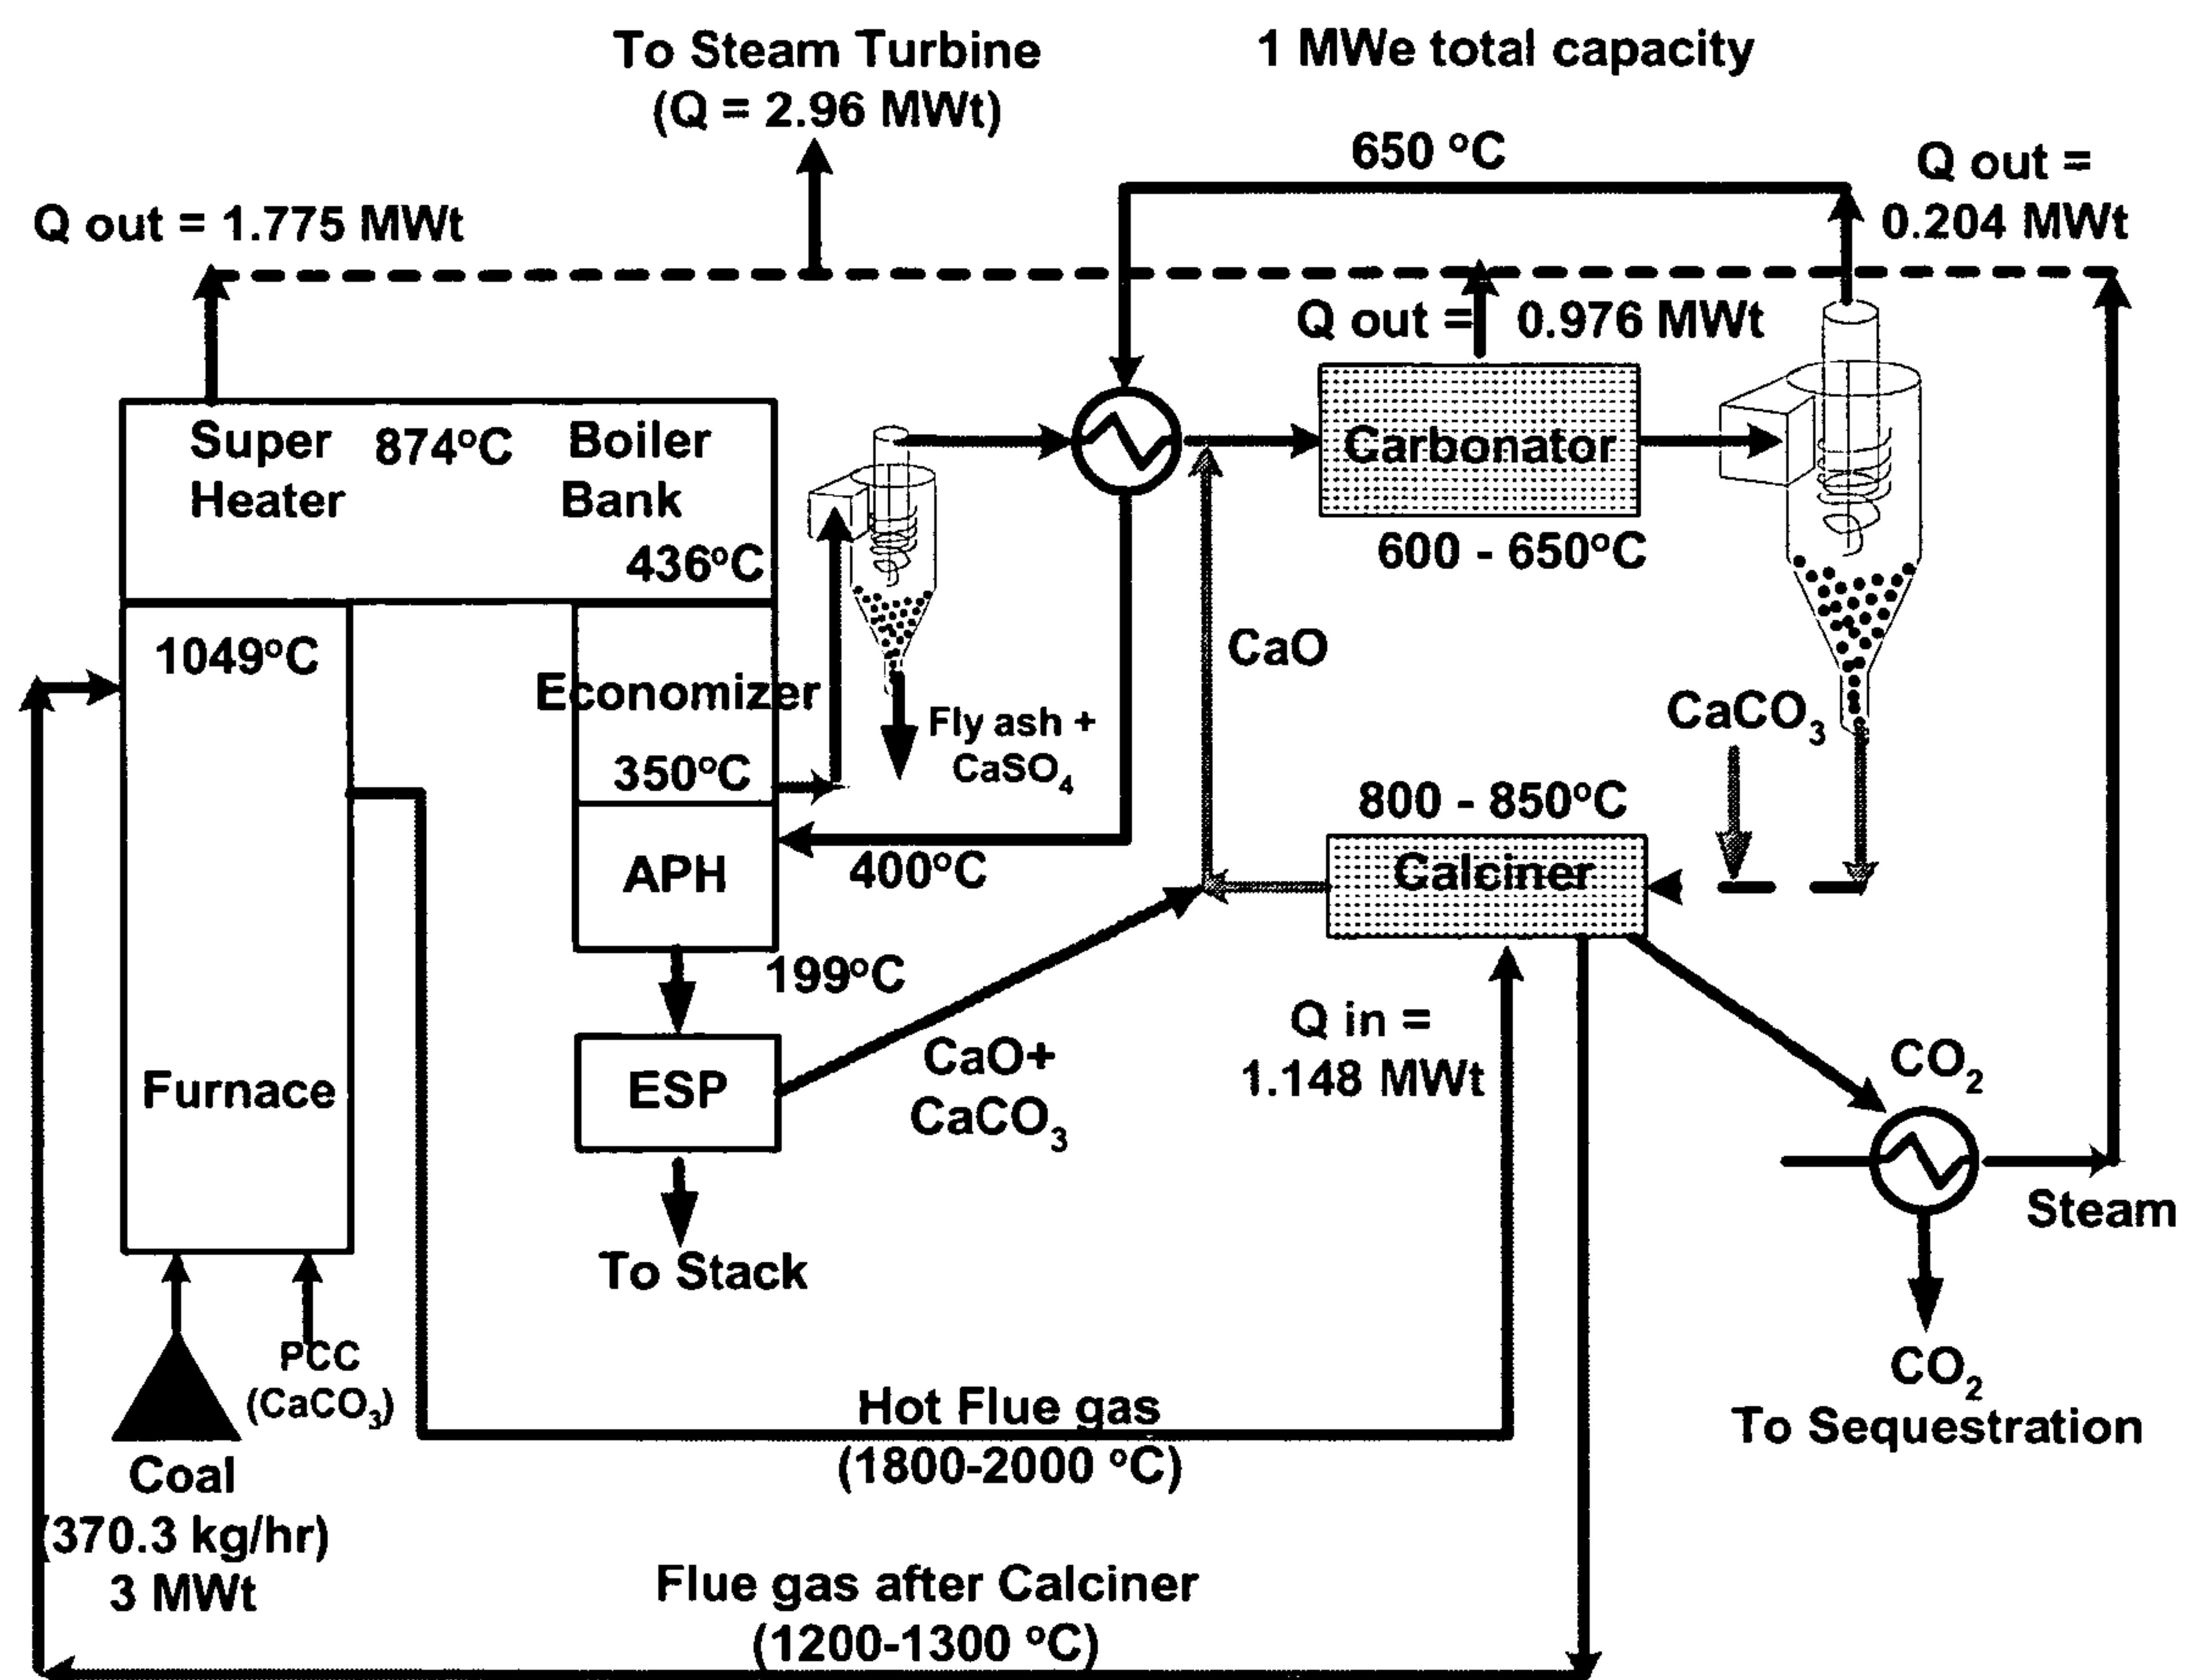 To Steam Turbine
(Q = 2.96 MWt)
1 MWe total capacity
650 °C
Q out =
0.204 MWt
Q out = 1.775 MWt
Q out = 0.976 MWt
Super
Heater
874°C
Boiler
Bank
436°C
Carbonator
600 - 650°C
1049°C
Economizer
350°C
Fly ash +
CaSO4
CaO
CaCO3
800 - 850°C
APH
400°C
Calciner
199°C
Furnace
ESP
CaO+
CaCO3
Q in =
1.148 MWt
CO2
Steam
To Stack
PCC
(CaCO3)
CO2
To Sequestration
Hot Flue gas
(1800-2000 °C)
Coal
(370.3 kg/hr)
3 MWt
Flue gas after Calciner
(1200-1300 °C)